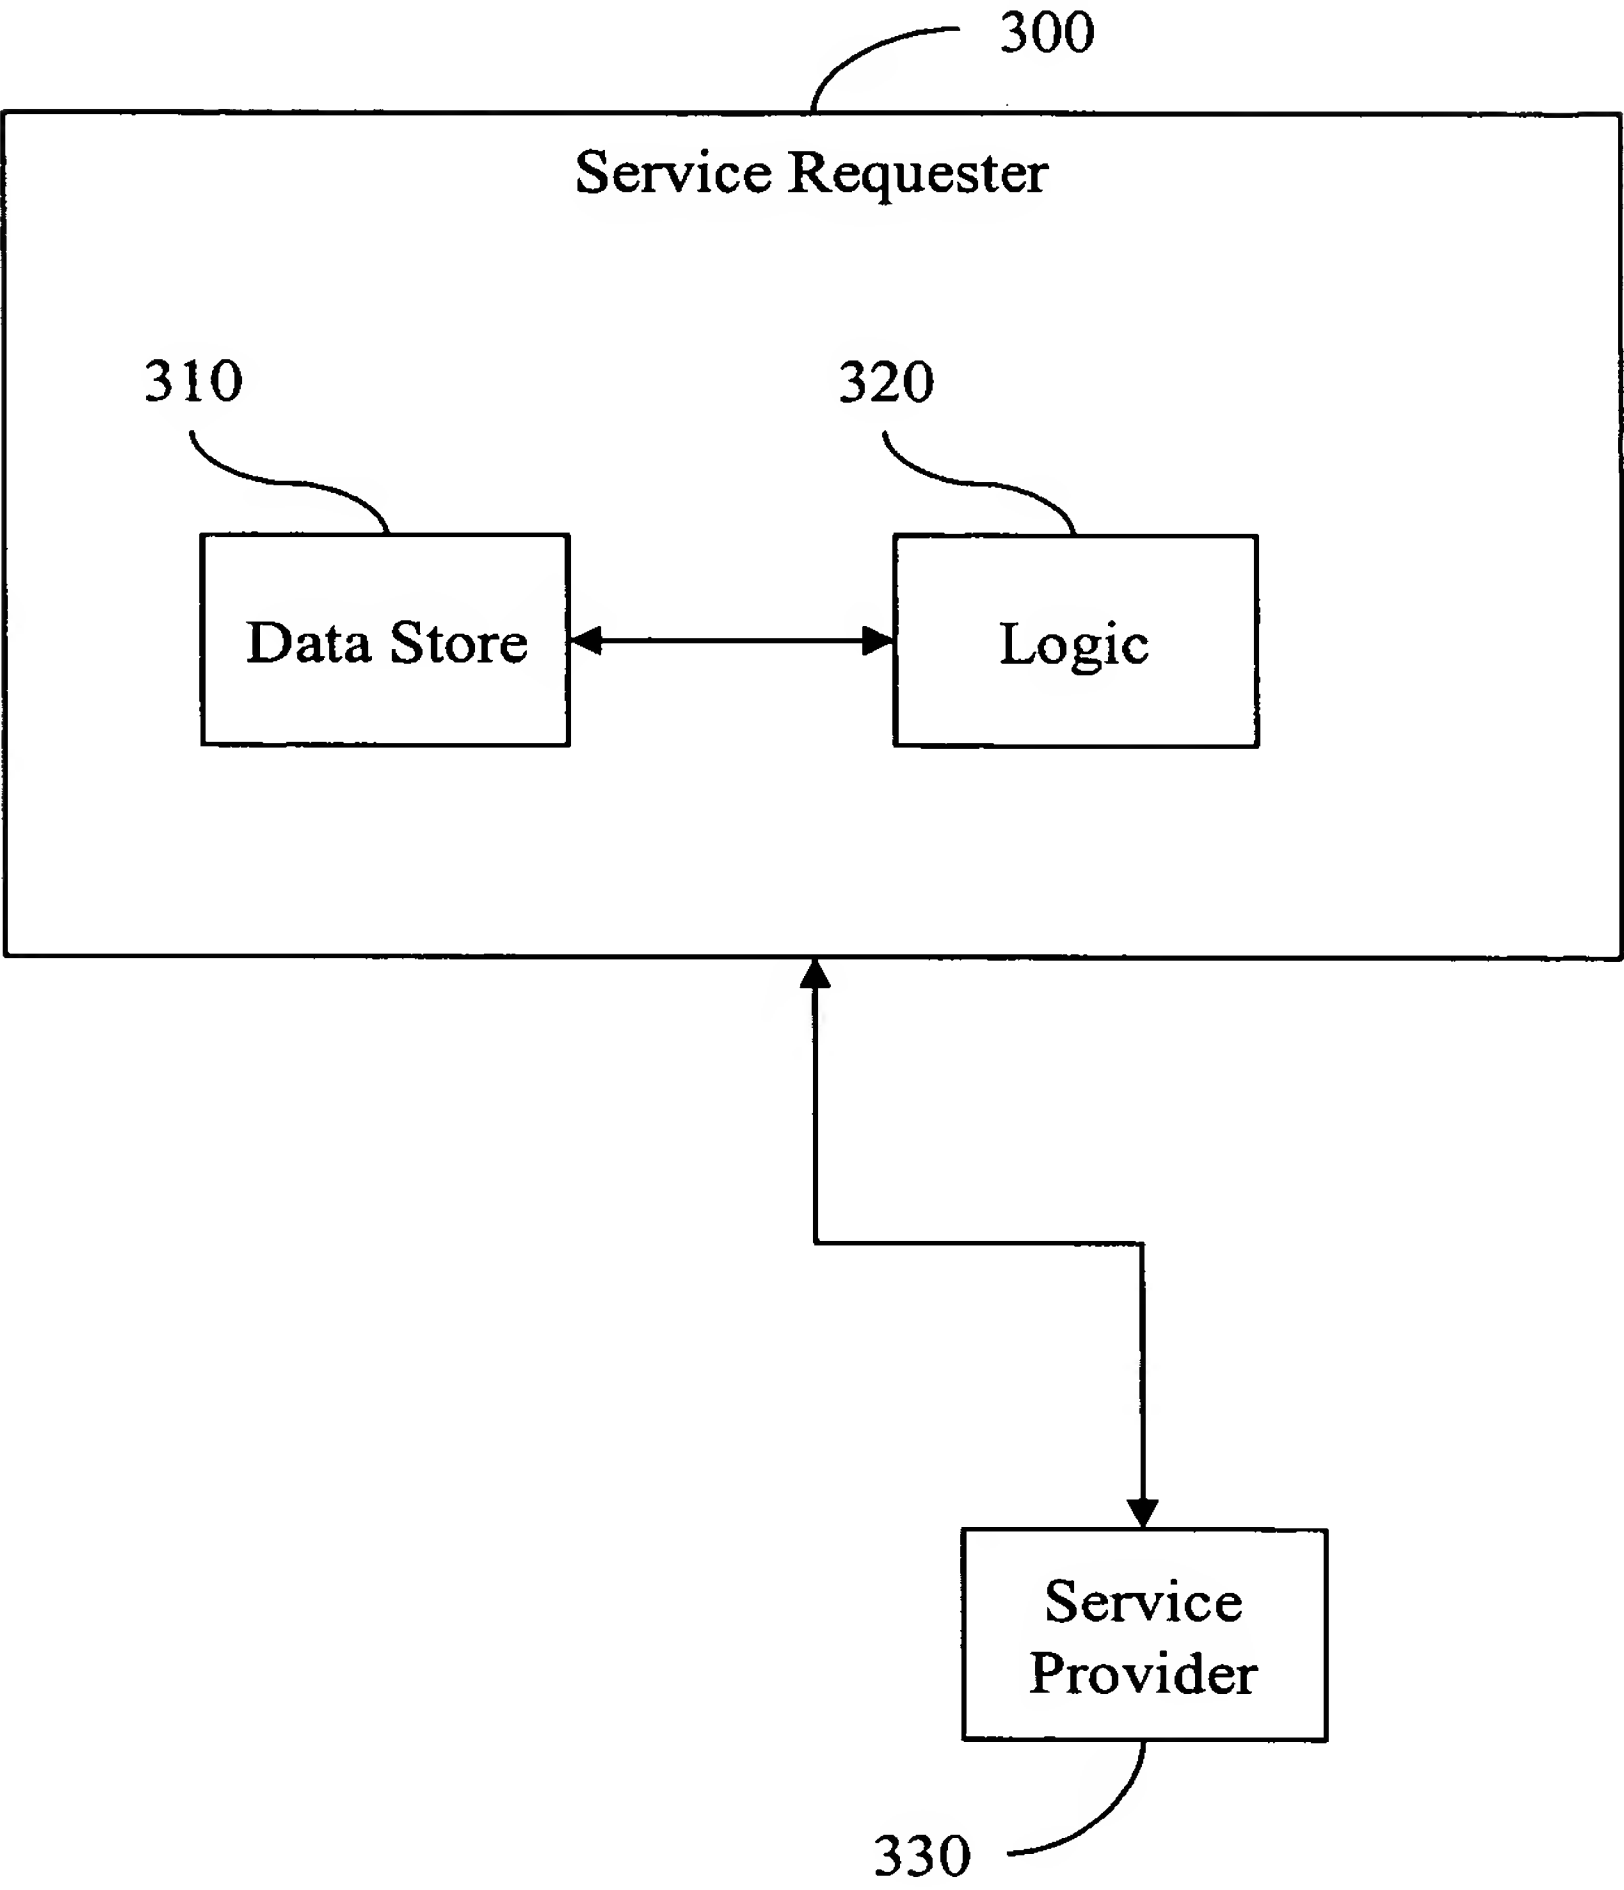 300
Service Requester
310
320
Data Store
Logic
Service
Provider
330